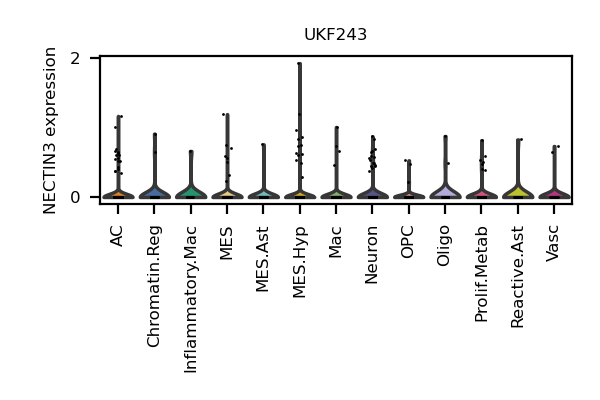 UKF243
NECTIN3 expression
2
0
AC
Chromatin.Reg
Inflammatory.Mac
MES
MES.Ast
MES.Hyp
Mac
Neuron
OPC
Oligo
Prolif.Metab
Reactive.Ast
Vasc